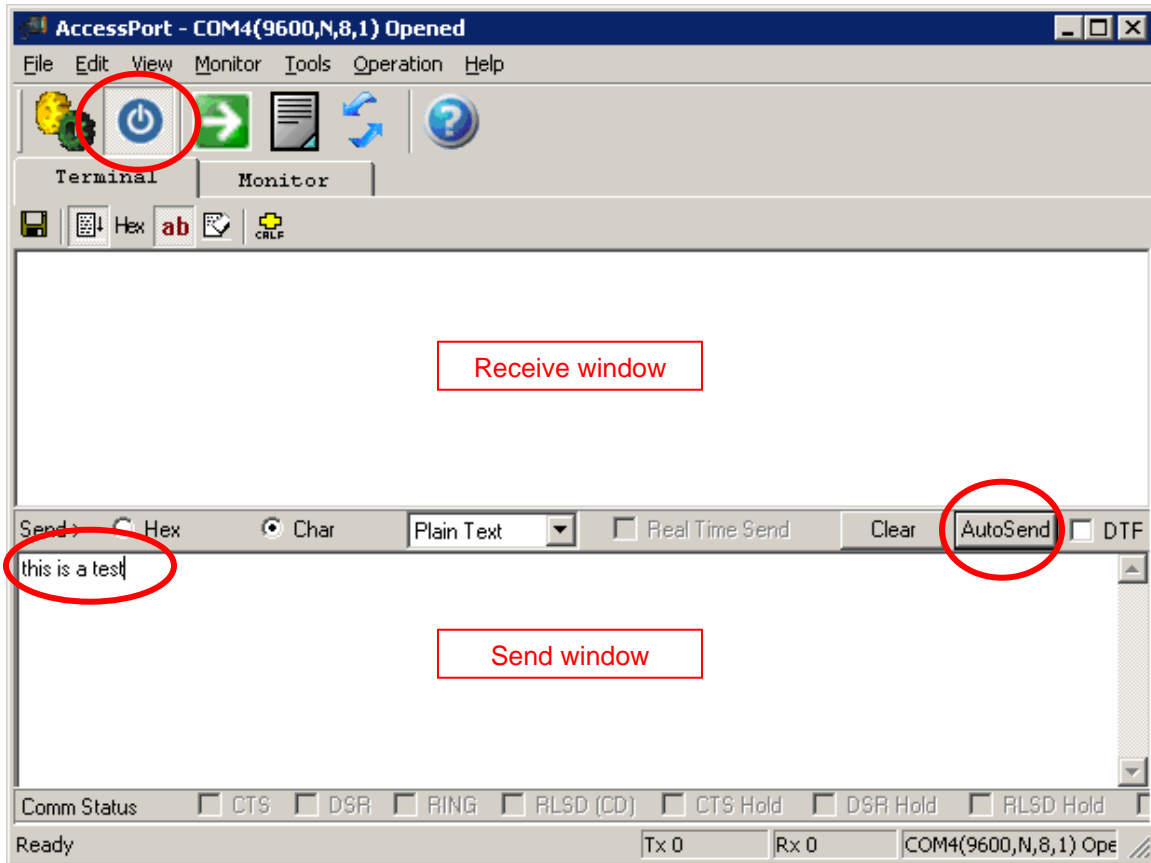 AccessPort - COM4(9600,N,8,1) Opened
File Edit View Monitor Tools Operation Help
Terminal Monitor
Hex ab CRLF
Receive window
Send > Hex Char Plain Text Real Time Send Clear AutoSend DTF
this is a test
Send window
Comm Status CTS DSR RING RLSD (CD) CTS Hold DSR Hold RLSD Hold
Ready Tx 0 Rx 0 COM4(9600,N,8,1) Ope